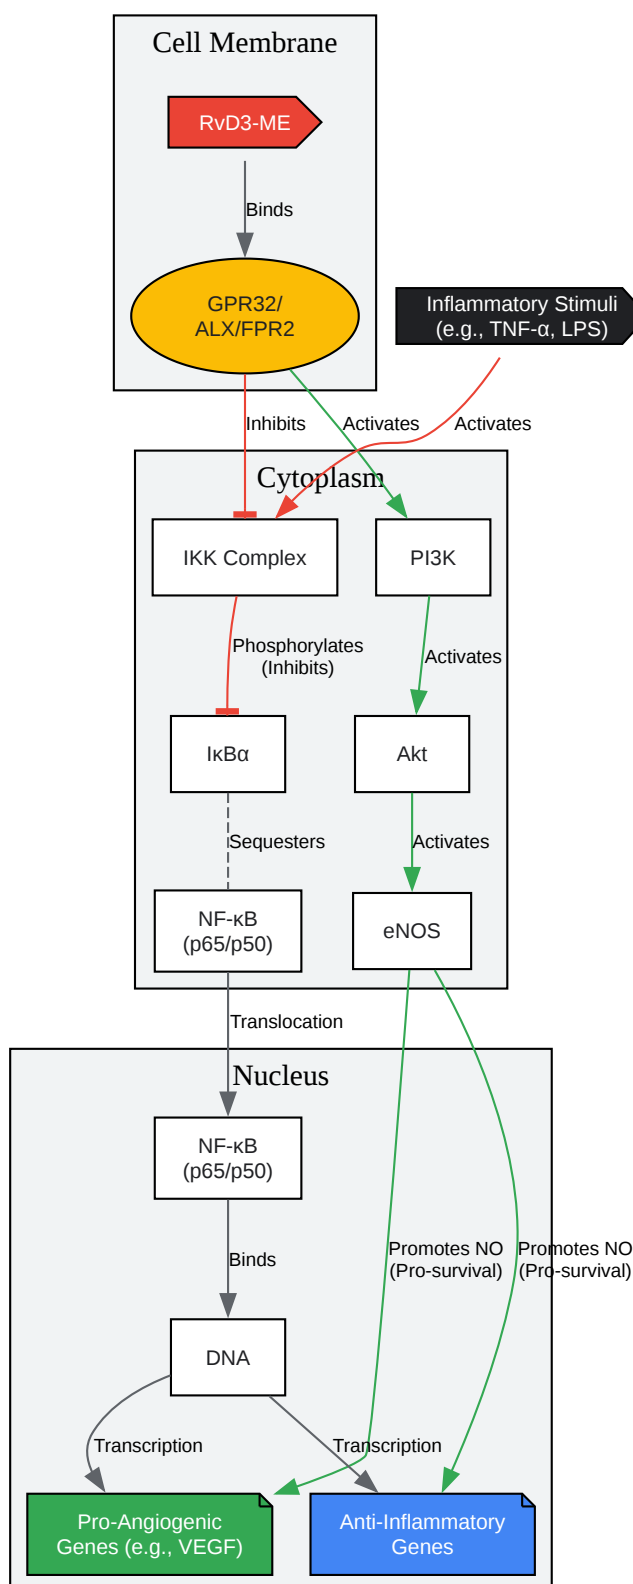 Cell Membrane
RvD3-ME
Binds
GPR32/
ALX/FPR2
Inflammatory Stimuli
(e.g., TNF-α, LPS)
Inhibits
Activates
Activates
Cytoplasm
IKK Complex
PI3K
Phosphorylates
(Inhibits)
Activates
IκBα
Akt
Sequesters
Activates
NF-κB
(p65/p50)
eNOS
Translocation
Nucleus
NF-κB
(p65/p50)
Binds
Promotes NO
(Pro-survival)
Promotes NO
(Pro-survival)
DNA
Transcription
Transcription
Pro-Angiogenic
Genes (e.g., VEGF)
Anti-Inflammatory
Genes